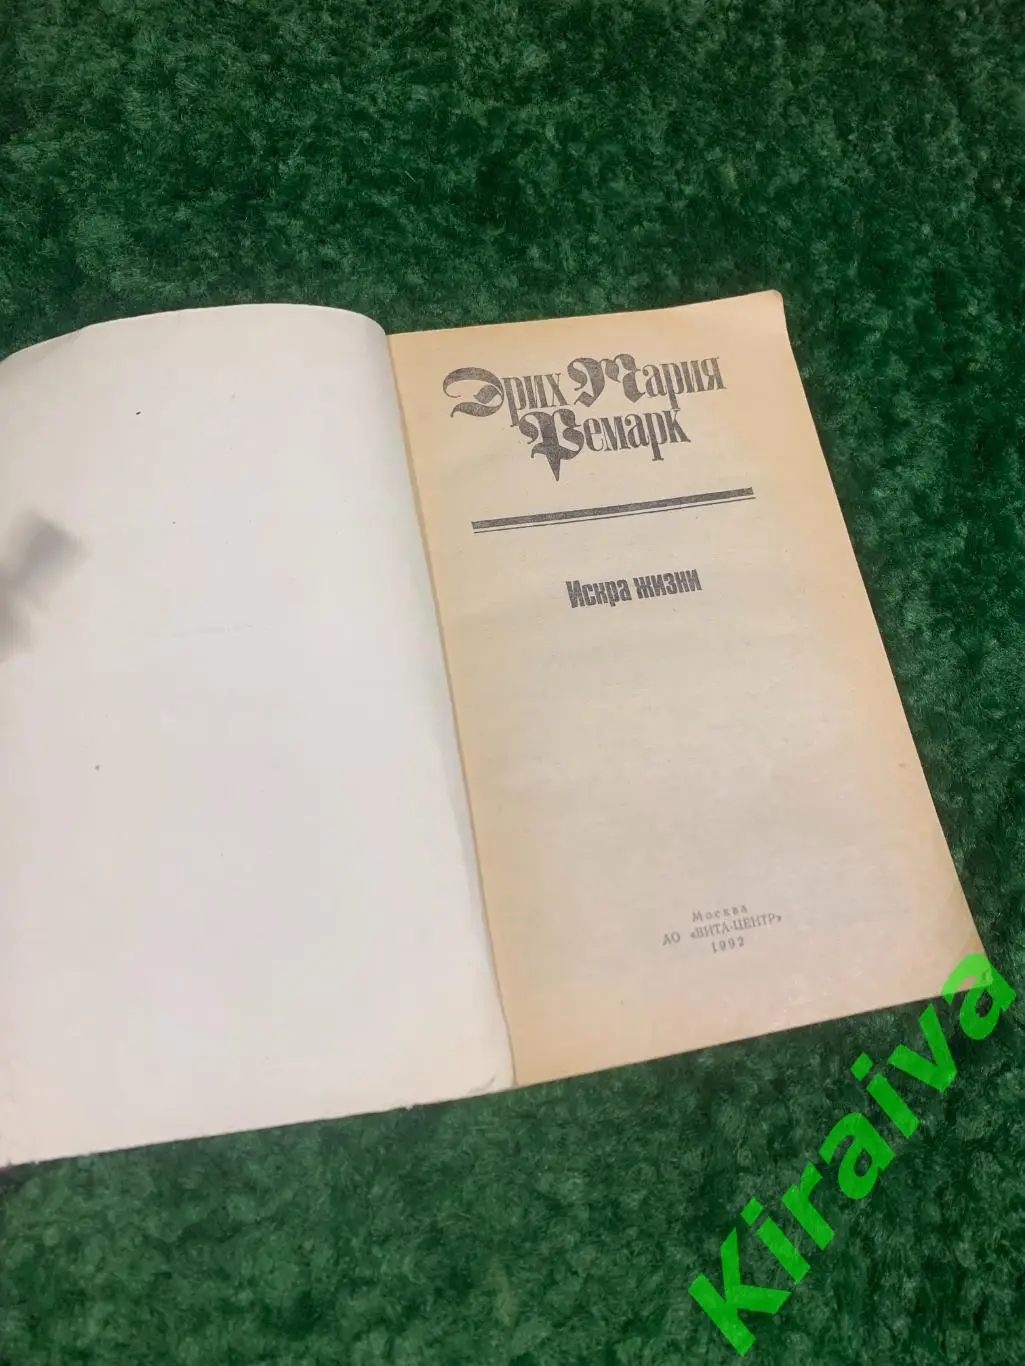 Эрих Мария
Ремарк
Искра жизни
Москва
АО «ВИТА-ЦЕНТР»
1992
Kiraiva